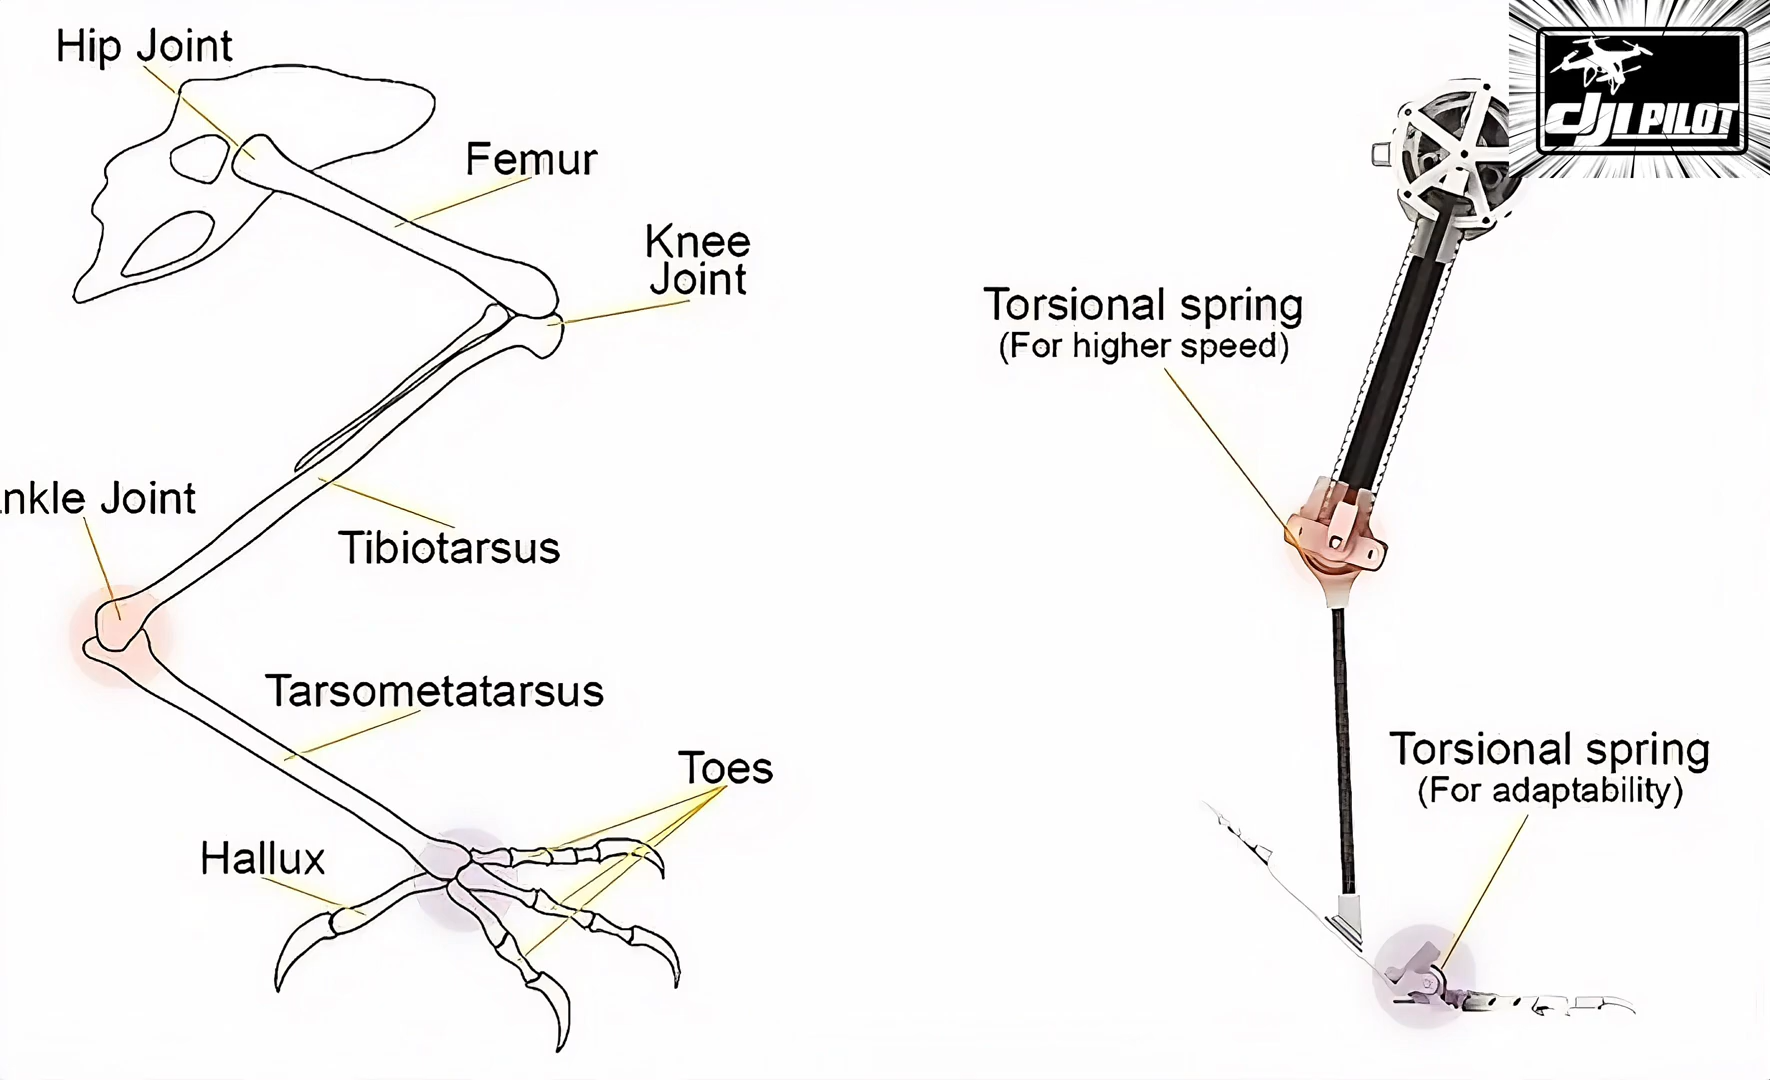 Hip Joint
Femur
Knee
Joint
nkle Joint
Tibiotarsus
Tarsometatarsus
Toes
Hallux
Torsional spring
(For higher speed)
Torsional spring
(For adaptability)
dji PILOT